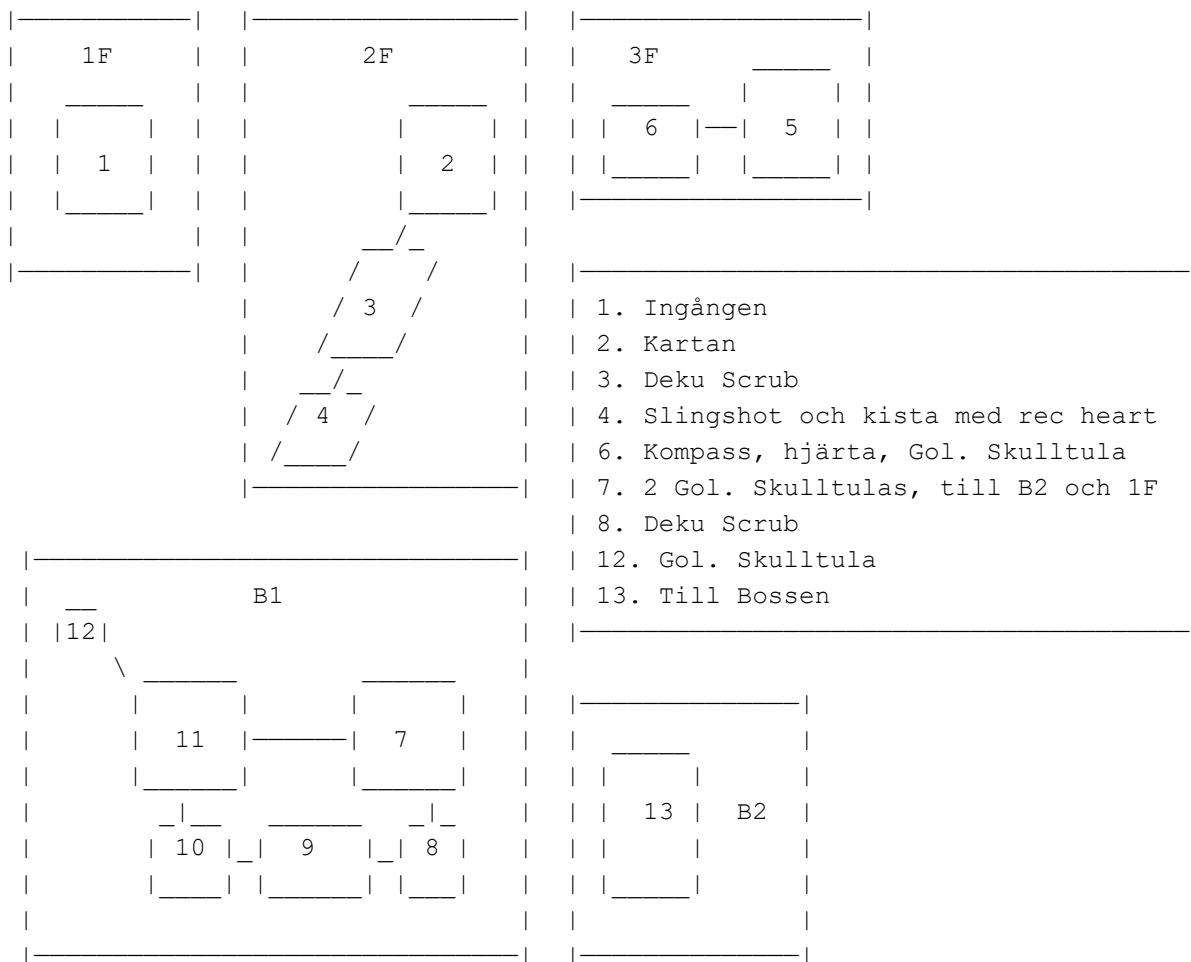 1F
2F
3F
1
2
6
5
3
4
1. Ingången
2. Kartan
3. Deku Scrub
4. Slingshot och kista med rec heart
6. Kompass, hjärta, Gol. Skulltula
7. 2 Gol. Skulltulas, till B2 och 1F
8. Deku Scrub
12. Gol. Skulltula
13. Till Bossen
B1
12
11
7
10
9
8
13
B2